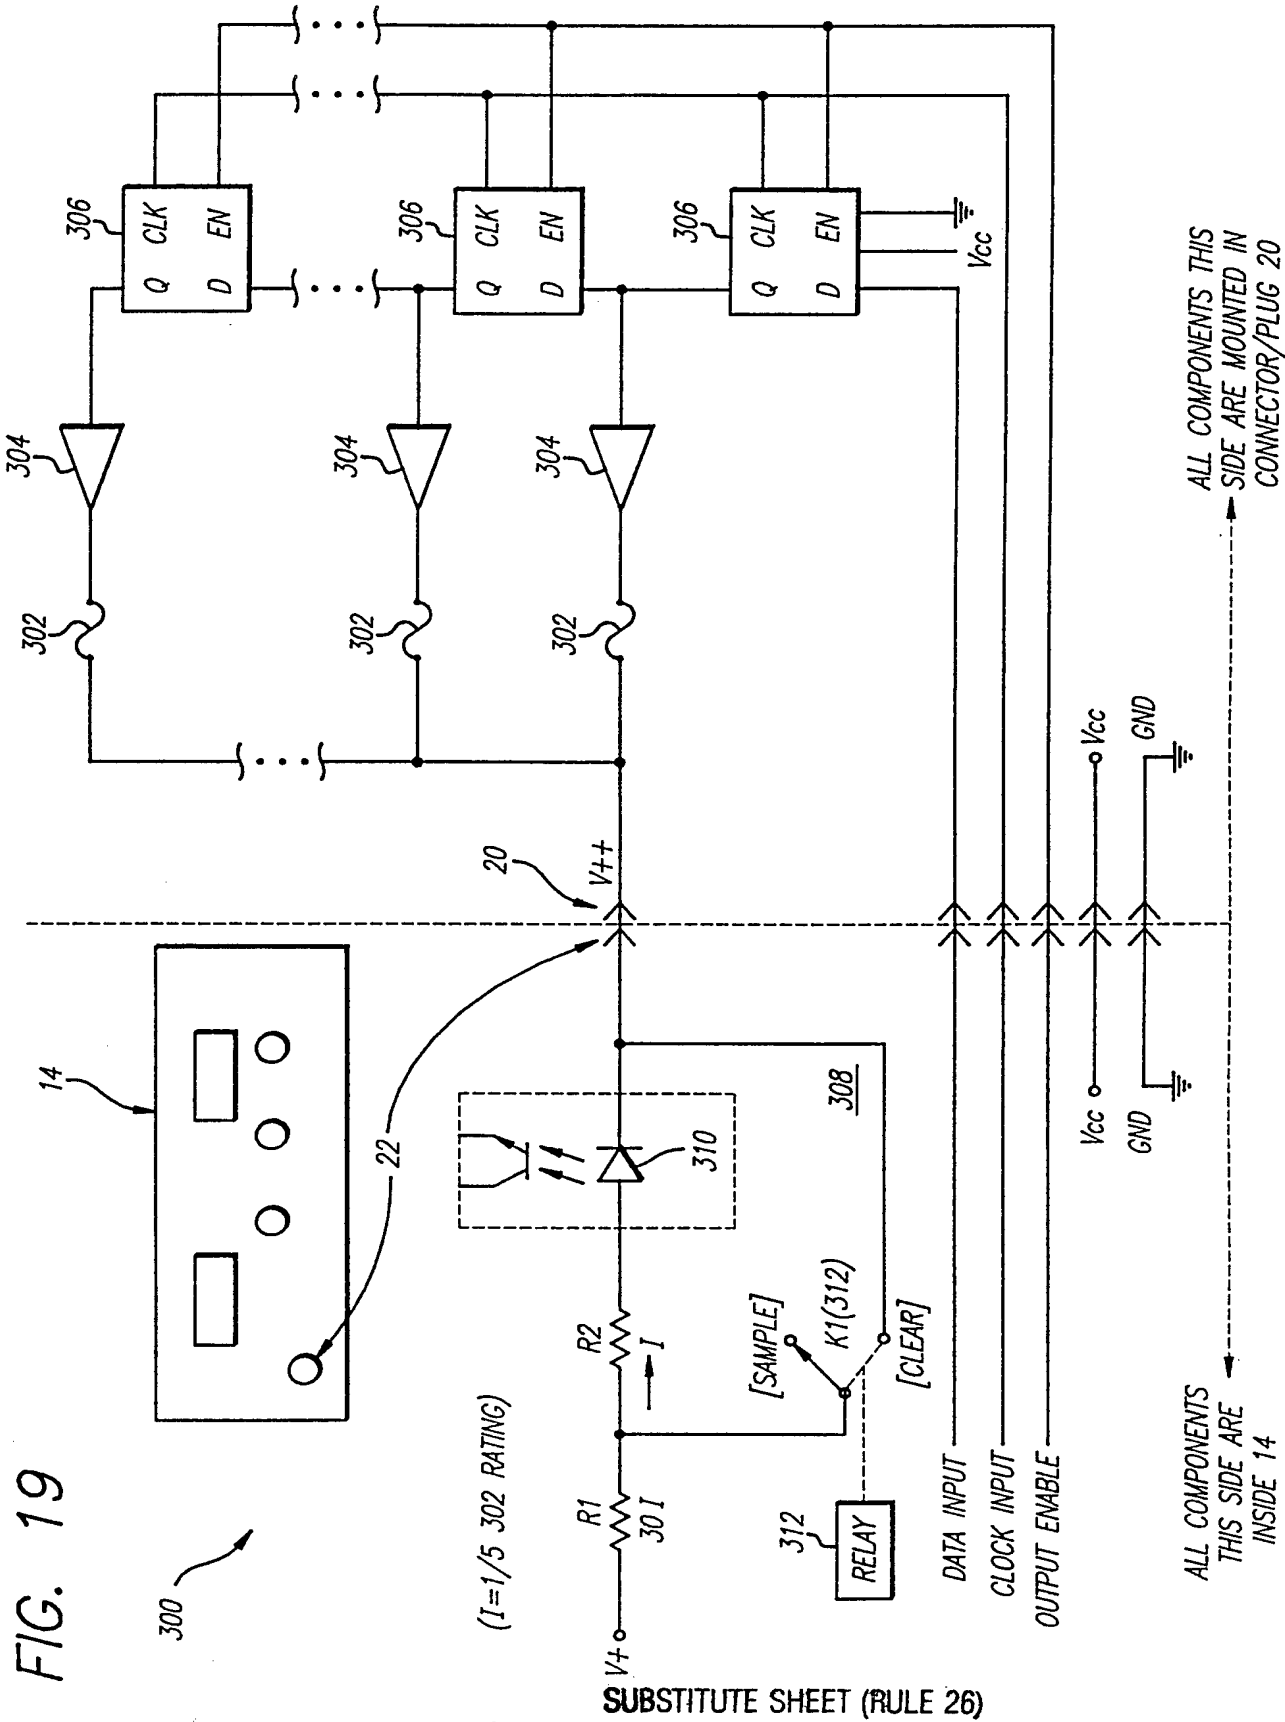 FIG. 19
300
14
22
20
V++
302
302
302
304
304
304
306
Q CLK
D EN
306
Q CLK
D EN
306
Q CLK
D EN
Vcc
(I=1/5 302 RATING)
V+
R1
30 I
R2
I
310
308
[SAMPLE]
K1(312)
[CLEAR]
312
RELAY
DATA INPUT
CLOCK INPUT
OUTPUT ENABLE
Vcc
Vcc
GND
GND
ALL COMPONENTS
THIS SIDE ARE
INSIDE 14
ALL COMPONENTS THIS
SIDE ARE MOUNTED IN
CONNECTOR/PLUG 20
SUBSTITUTE SHEET (RULE 26)